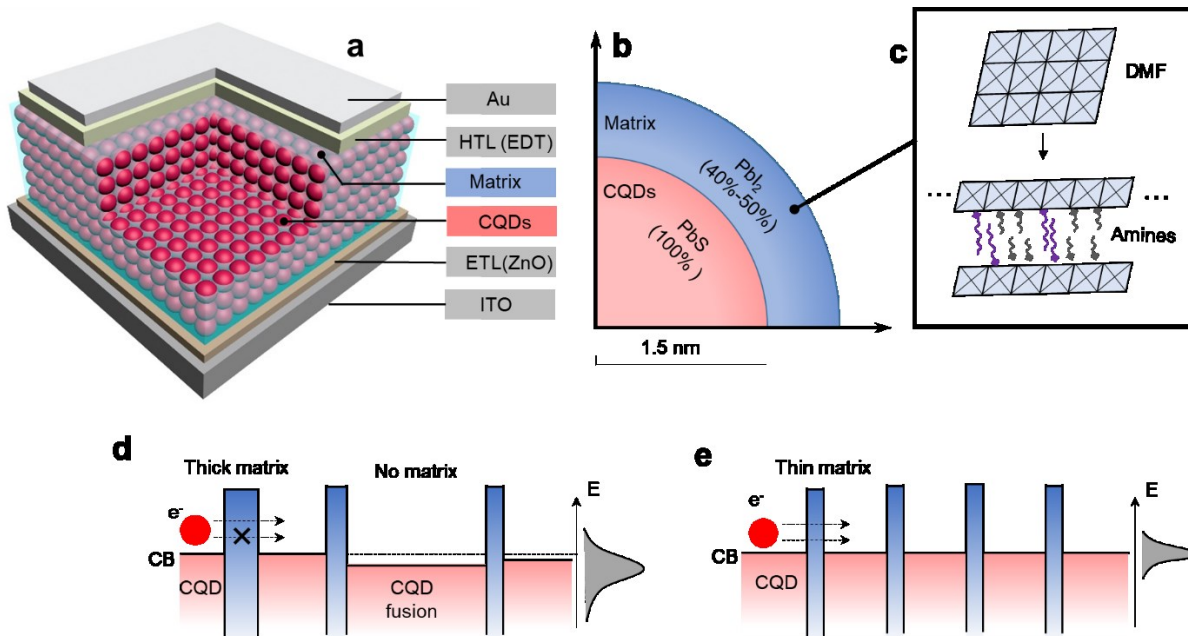 a
Au
HTL (EDT)
Matrix
CQDs
ETL(ZnO)
ITO
b
Matrix
PbI₂
(40%-50%)
CQDs
PbS
(100%)
1.5 nm
c
DMF
...
...
Amines
d
Thick matrix
No matrix
E
e⁻
CB
CQD
CQD
fusion
e
Thin matrix
E
e⁻
CB
CQD